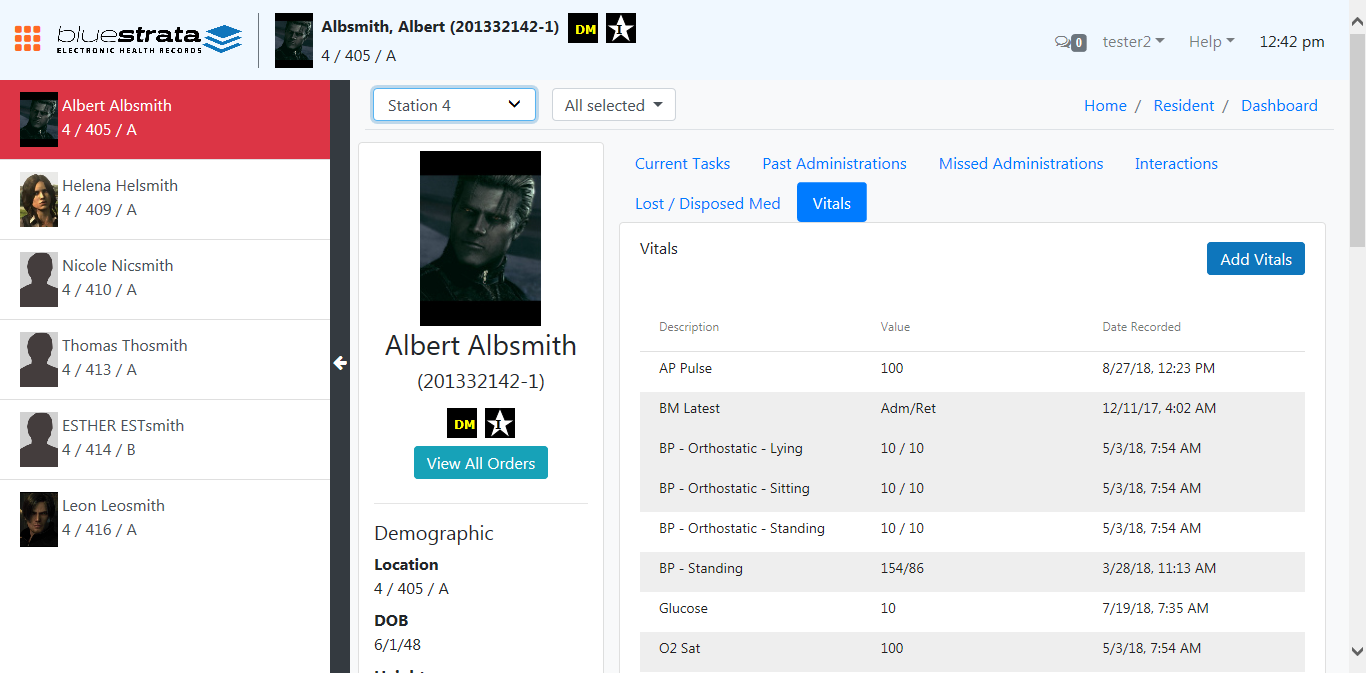 bluestrata
ELECTRONIC HEALTH RECORDS
Albsmith, Albert (201332142-1) DM I
4 / 405 / A
0 tester2 Help 12:42 pm
Albert Albsmith
4 / 405 / A
Helena Helsmith
4 / 409 / A
Nicole Nicsmith
4 / 410 / A
Thomas Thosmith
4 / 413 / A
ESTHER ESTsmith
4 / 414 / B
Leon Leosmith
4 / 416 / A
Station 4 All selected
Home / Resident / Dashboard
Albert Albsmith
(201332142-1)
DM I
View All Orders
Demographic
Location
4 / 405 / A
DOB
6/1/48
Current Tasks Past Administrations Missed Administrations Interactions
Lost / Disposed Med Vitals
Vitals
Add Vitals
Description Value Date Recorded
AP Pulse 100 8/27/18, 12:23 PM
BM Latest Adm/Ret 12/11/17, 4:02 AM
BP - Orthostatic - Lying 10 / 10 5/3/18, 7:54 AM
BP - Orthostatic - Sitting 10 / 10 5/3/18, 7:54 AM
BP - Orthostatic - Standing 10 / 10 5/3/18, 7:54 AM
BP - Standing 154/86 3/28/18, 11:13 AM
Glucose 10 7/19/18, 7:35 AM
O2 Sat 100 5/3/18, 7:54 AM